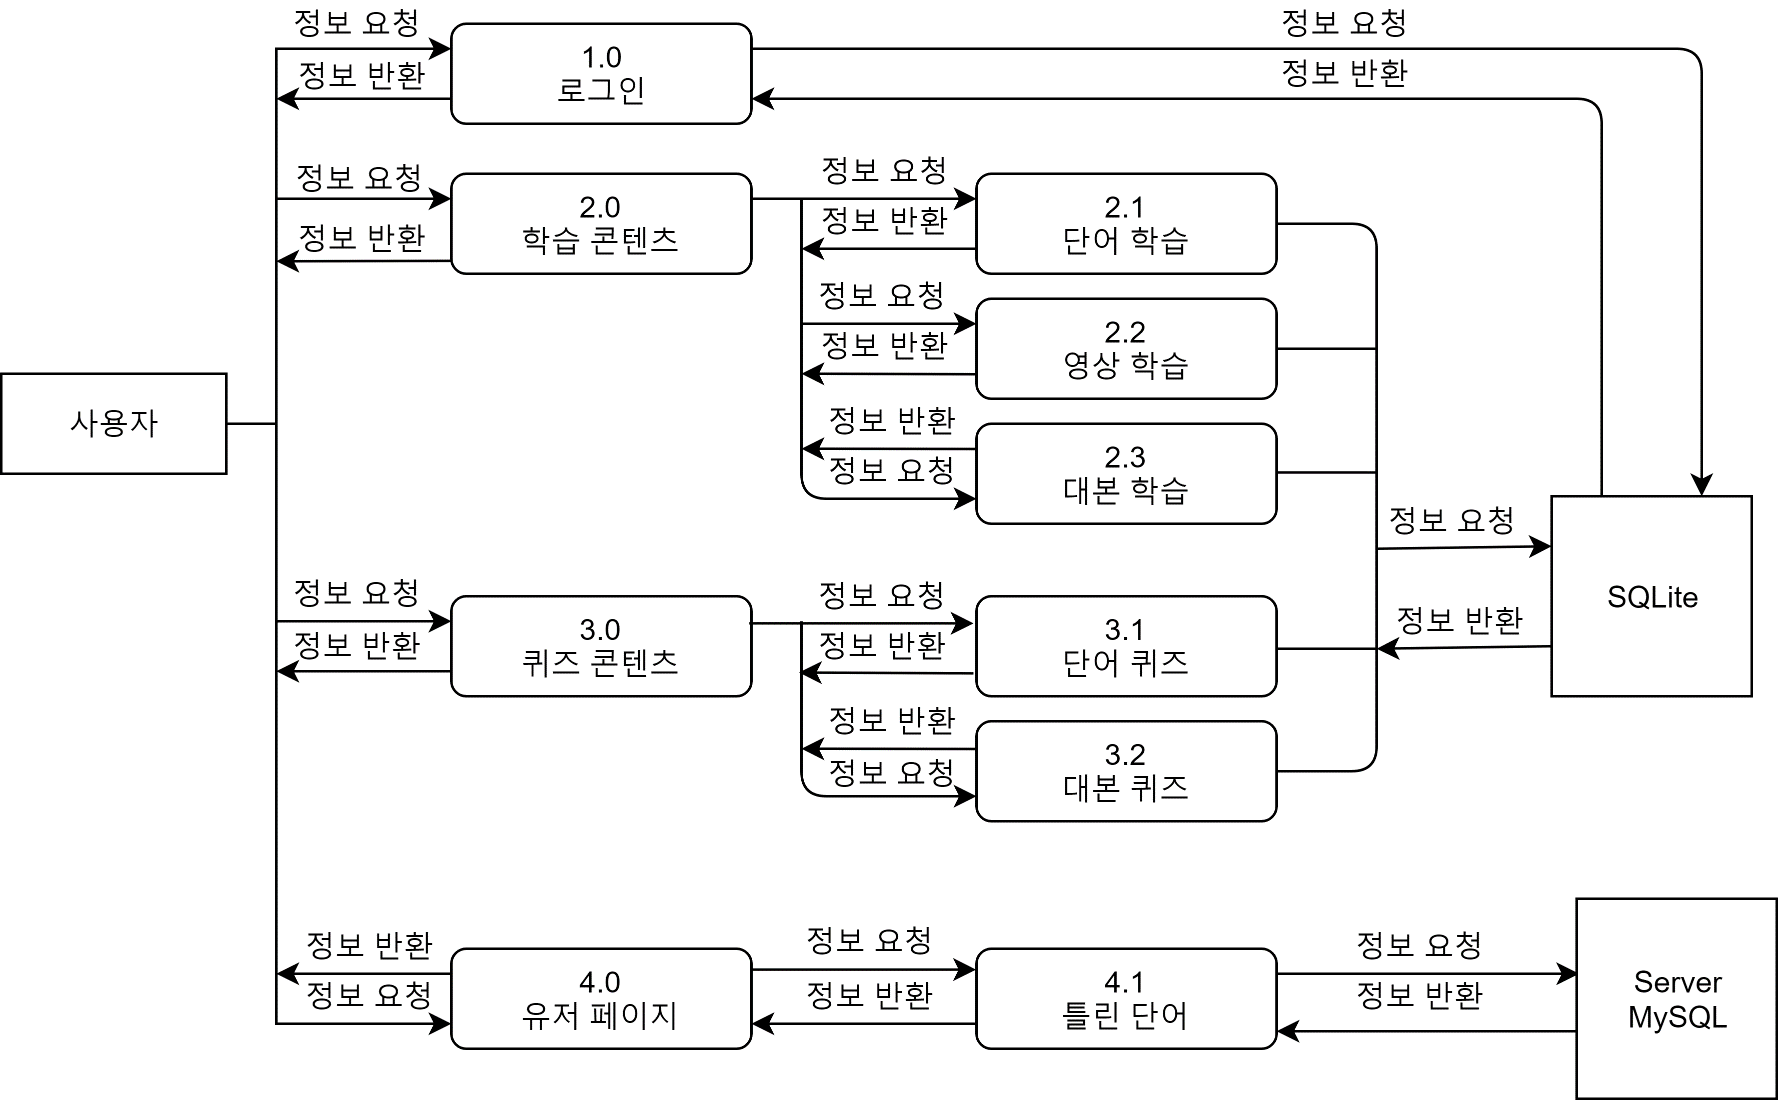 정보 요청
정보 반환
1.0
로그인
정보 요청
정보 반환
정보 요청
정보 반환
2.0
학습 콘텐츠
정보 요청
정보 반환
2.1
단어 학습
정보 요청
정보 반환
2.2
영상 학습
정보 반환
정보 요청
2.3
대본 학습
사용자
정보 요청
정보 반환
SQLite
정보 요청
정보 반환
3.0
퀴즈 콘텐츠
정보 요청
정보 반환
3.1
단어 퀴즈
정보 반환
정보 요청
3.2
대본 퀴즈
정보 반환
정보 요청
4.0
유저 페이지
정보 요청
정보 반환
4.1
틀린 단어
정보 요청
정보 반환
Server
MySQL